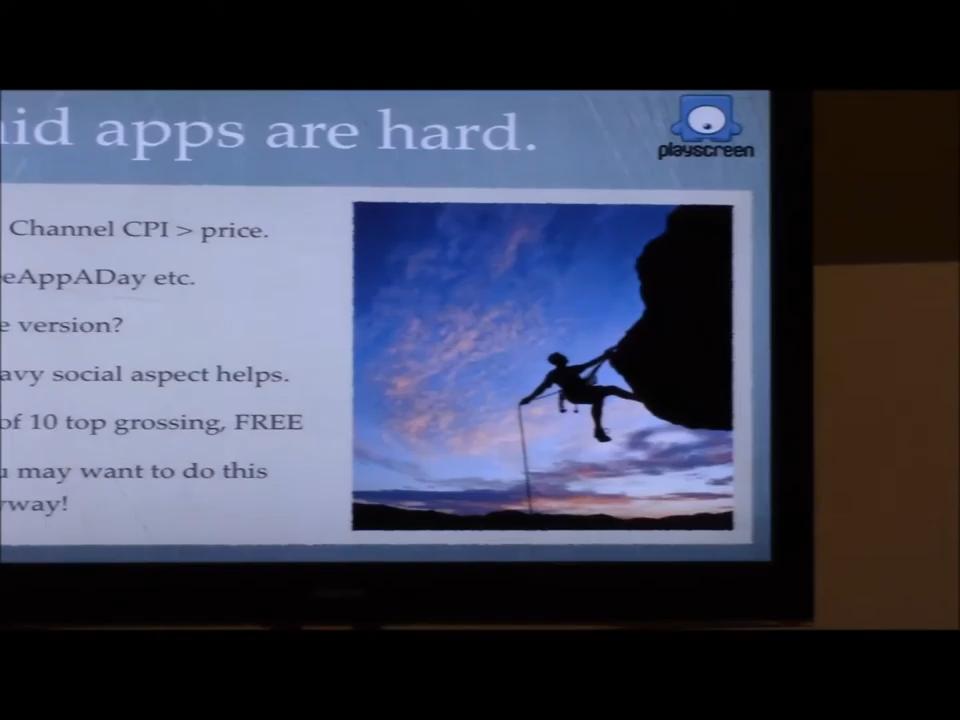 aid apps are hard.
playscreen
Channel CPI > price.
eAppADay etc.
e version?
avy social aspect helps.
of 10 top grossing, FREE
u may want to do this
way!